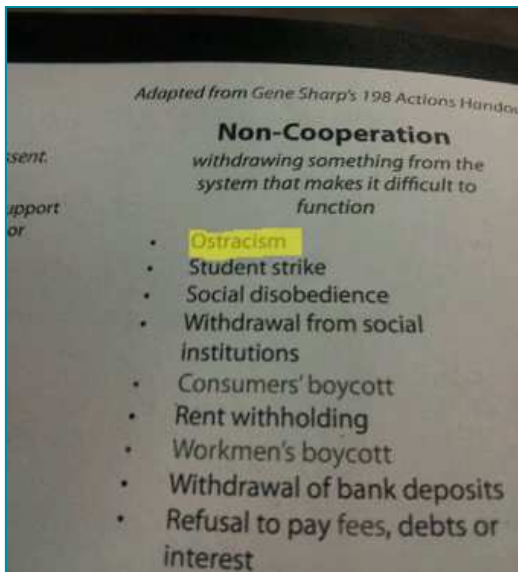 Adapted from Gene Sharp's 198 Actions
Non-Cooperation
withdrawing something from the
system that makes it difficult to
function
• Ostracism
• Student strike
• Social disobedience
• Withdrawal from social
institutions
• Consumers' boycott
• Rent withholding
• Workmen's boycott
• Withdrawal of bank deposits
• Refusal to pay fees, debts or
interest
ssent.
upport
or